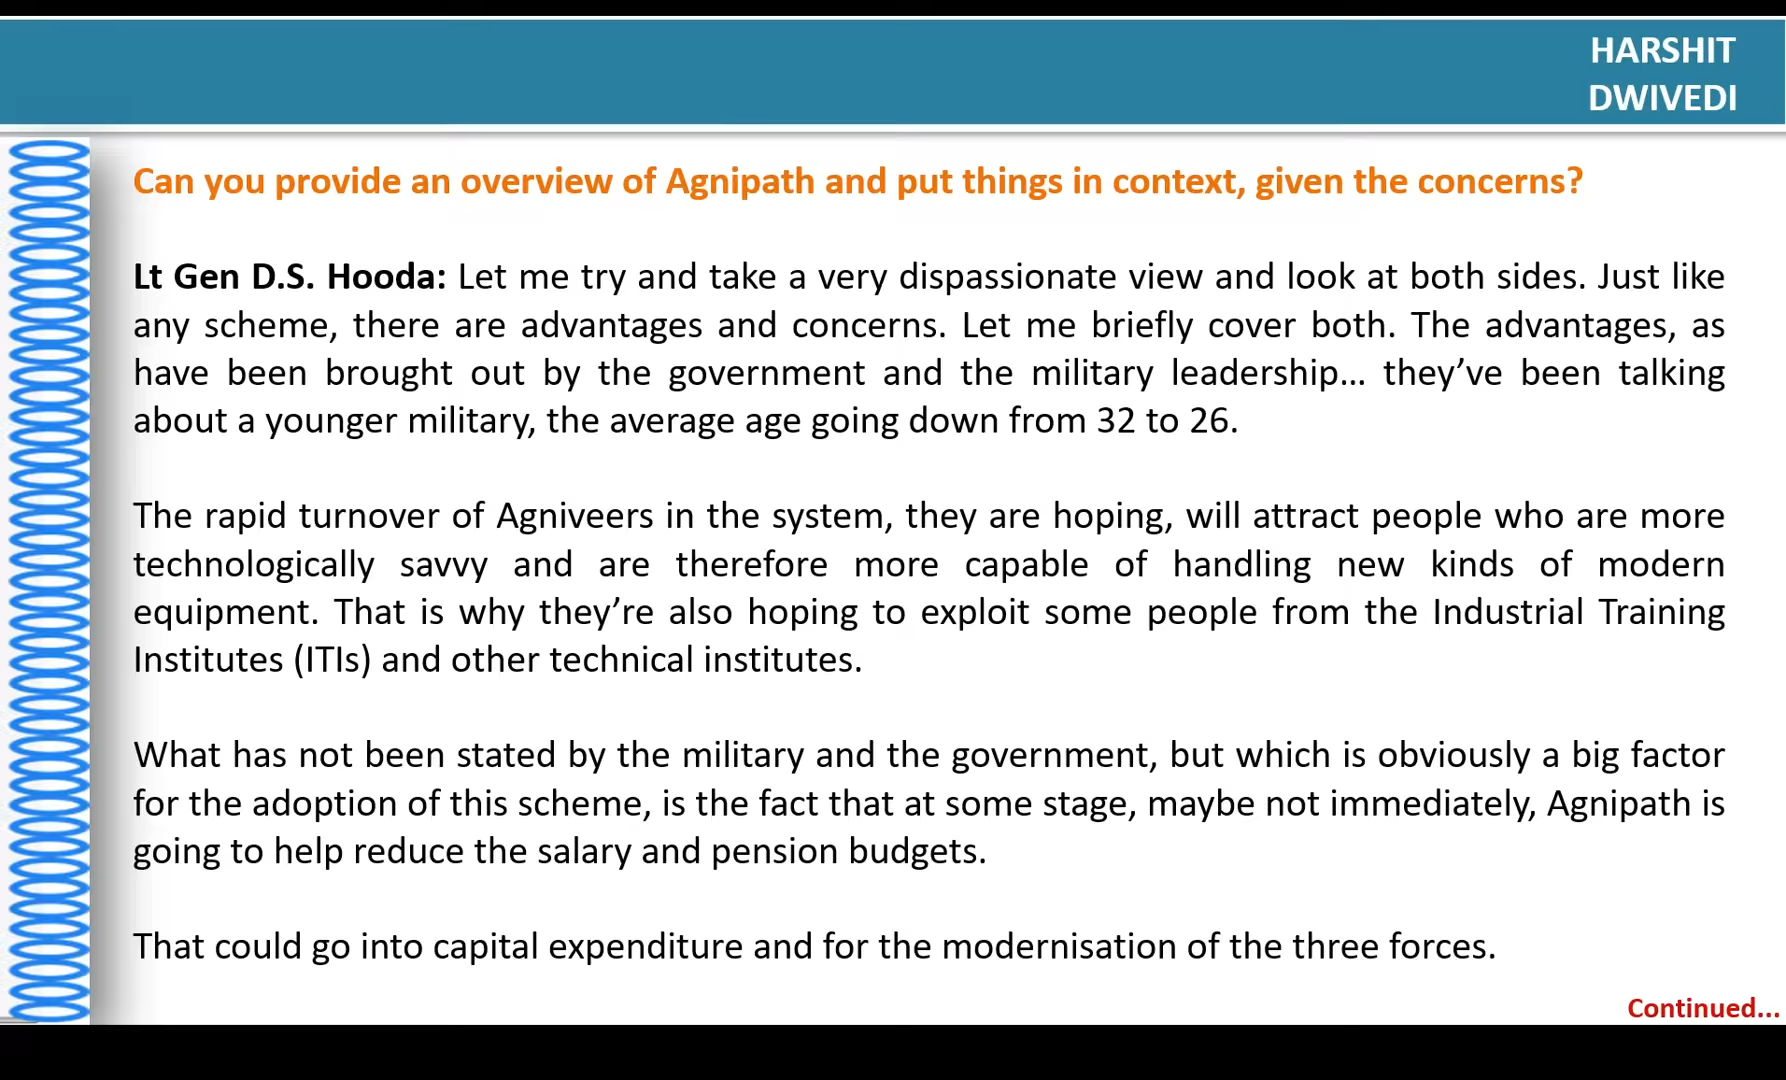 HARSHIT
DWIVEDI
Can you provide an overview of Agnipath and put things in context, given the concerns?
Lt Gen D.S. Hooda: Let me try and take a very dispassionate view and look at both sides. Just like
any scheme, there are advantages and concerns. Let me briefly cover both. The advantages, as
have been brought out by the government and the military leadership... they’ve been talking
about a younger military, the average age going down from 32 to 26.
The rapid turnover of Agniveers in the system, they are hoping, will attract people who are more
technologically savvy and are therefore more capable of handling new kinds of modern
equipment. That is why they’re also hoping to exploit some people from the Industrial Training
Institutes (ITIs) and other technical institutes.
What has not been stated by the military and the government, but which is obviously a big factor
for the adoption of this scheme, is the fact that at some stage, maybe not immediately, Agnipath is
going to help reduce the salary and pension budgets.
That could go into capital expenditure and for the modernisation of the three forces.
Continued...